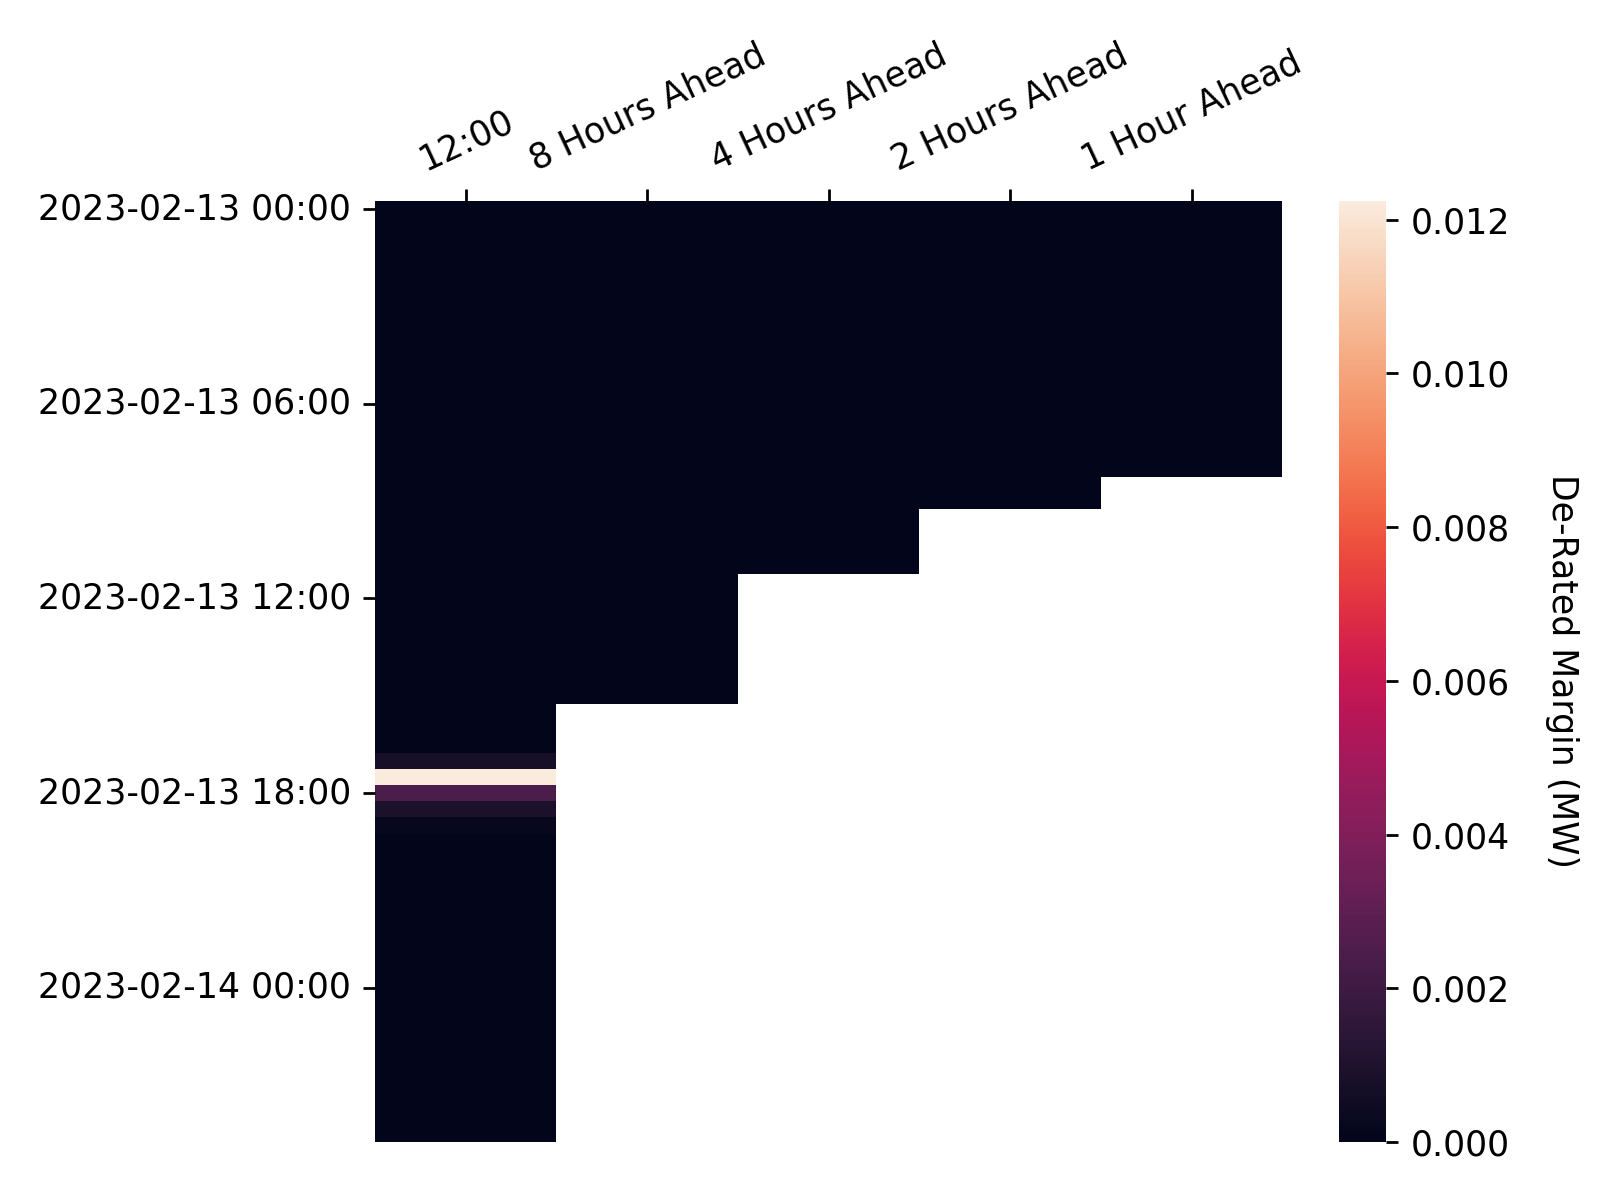 12:00
8 Hours Ahead
4 Hours Ahead
2 Hours Ahead
1 Hour Ahead
2023-02-13 00:00
2023-02-13 06:00
2023-02-13 12:00
2023-02-13 18:00
2023-02-14 00:00
0.012
0.010
0.008
0.006
0.004
0.002
0.000
De-Rated Margin (MW)